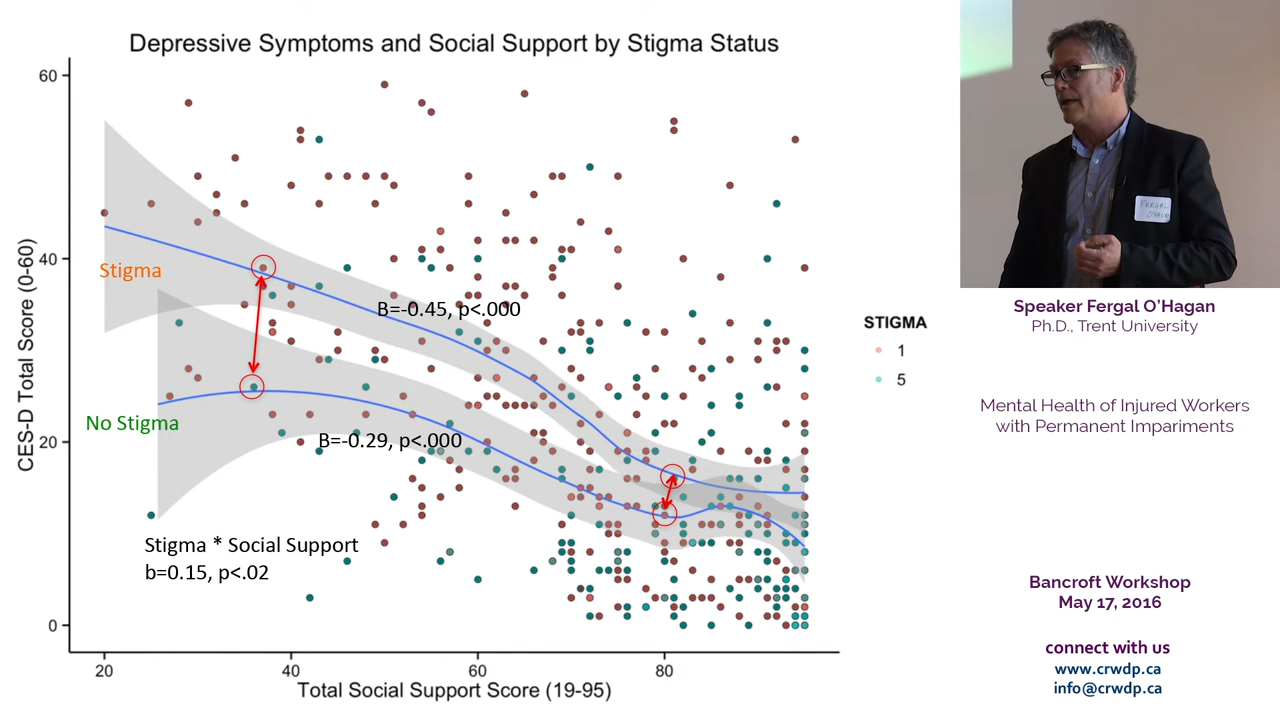 Depressive Symptoms and Social Support by Stigma Status
CES-D Total Score (0-60)
60
40
20
0
Stigma
B=-0.45, p<.000
No Stigma
B=-0.29, p<.000
Stigma * Social Support
b=0.15, p<.02
20
40
60
80
Total Social Support Score (19-95)
STIGMA
1
5
FERGAL
Speaker Fergal O’Hagan
Ph.D., Trent University
Mental Health of Injured Workers
with Permanent Impariments
Bancroft Workshop
May 17, 2016
connect with us
www.crwdp.ca
info@crwdp.ca